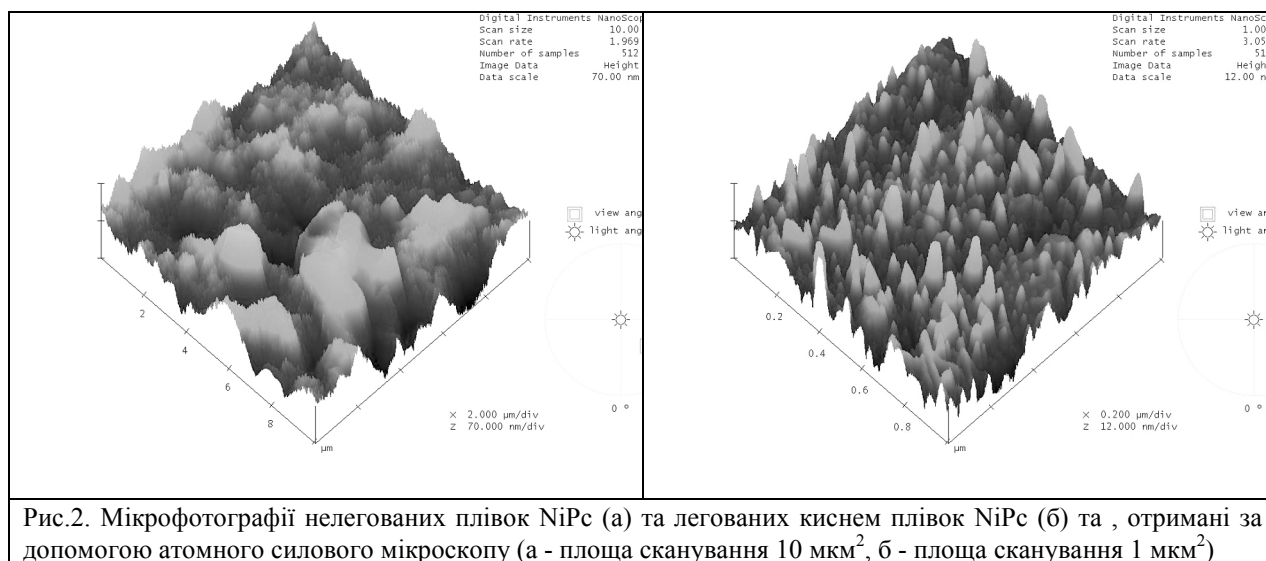 Digital Instruments NanoScop
Scan size 10.00
Scan rate 1.969
Number of samples 512
Image Data Height
Data scale 70.00 nm
view ang
light ang
2
4
6
8
µm
X 2.000 µm/div
Z 70.000 nm/div
0 °
Digital Instruments NanoSc
Scan size 1.00
Scan rate 3.05
Number of samples 51
Image Data Heigh
Data scale 12.00 n
view ang
light ang
0.2
0.4
0.6
0.8
µm
X 0.200 µm/div
Z 12.000 nm/div
0 °
Рис.2. Мікрофотографії нелегованих плівок NiPc (а) та легованих киснем плівок NiPc (б) та , отримані за
допомогою атомного силового мікроскопу (а - площа сканування 10 мкм², б - площа сканування 1 мкм²)